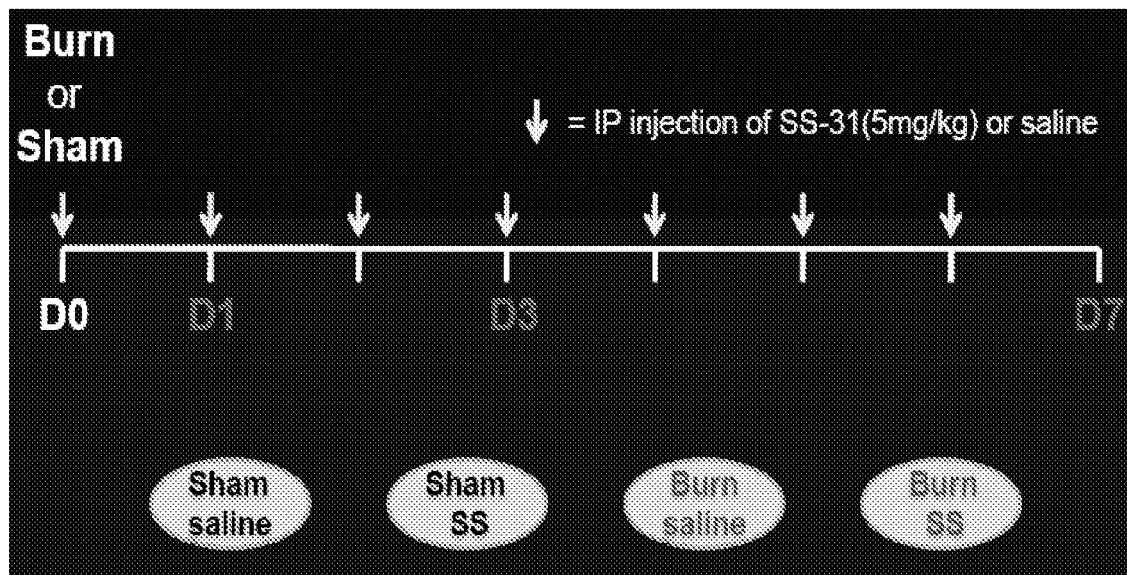 Burn
or
Sham
= IP injection of SS-31(5mg/kg) or saline
D0
D1
D3
D7
Sham
saline
Sham
SS
Burn
saline
Burn
SS